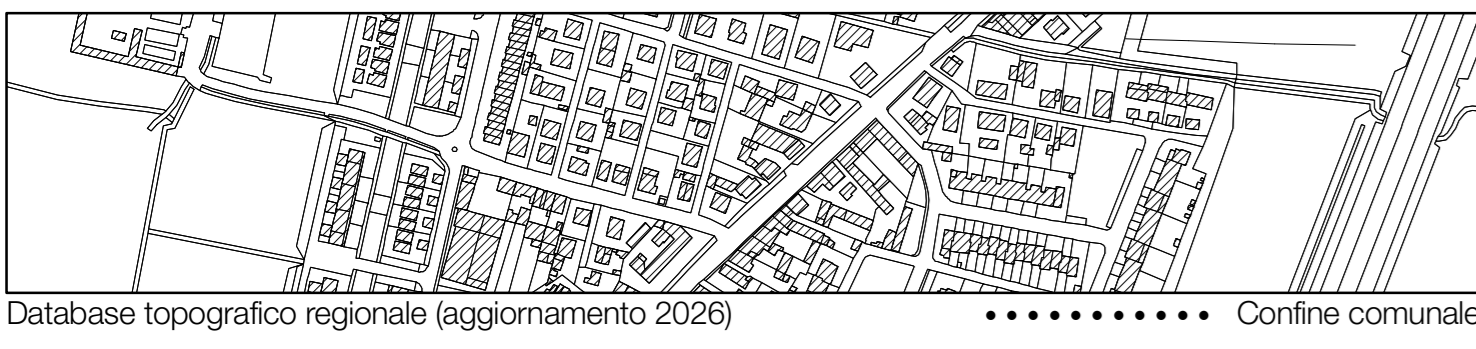 Database topografico regionale (aggiornamento 2026)
Confine comunale